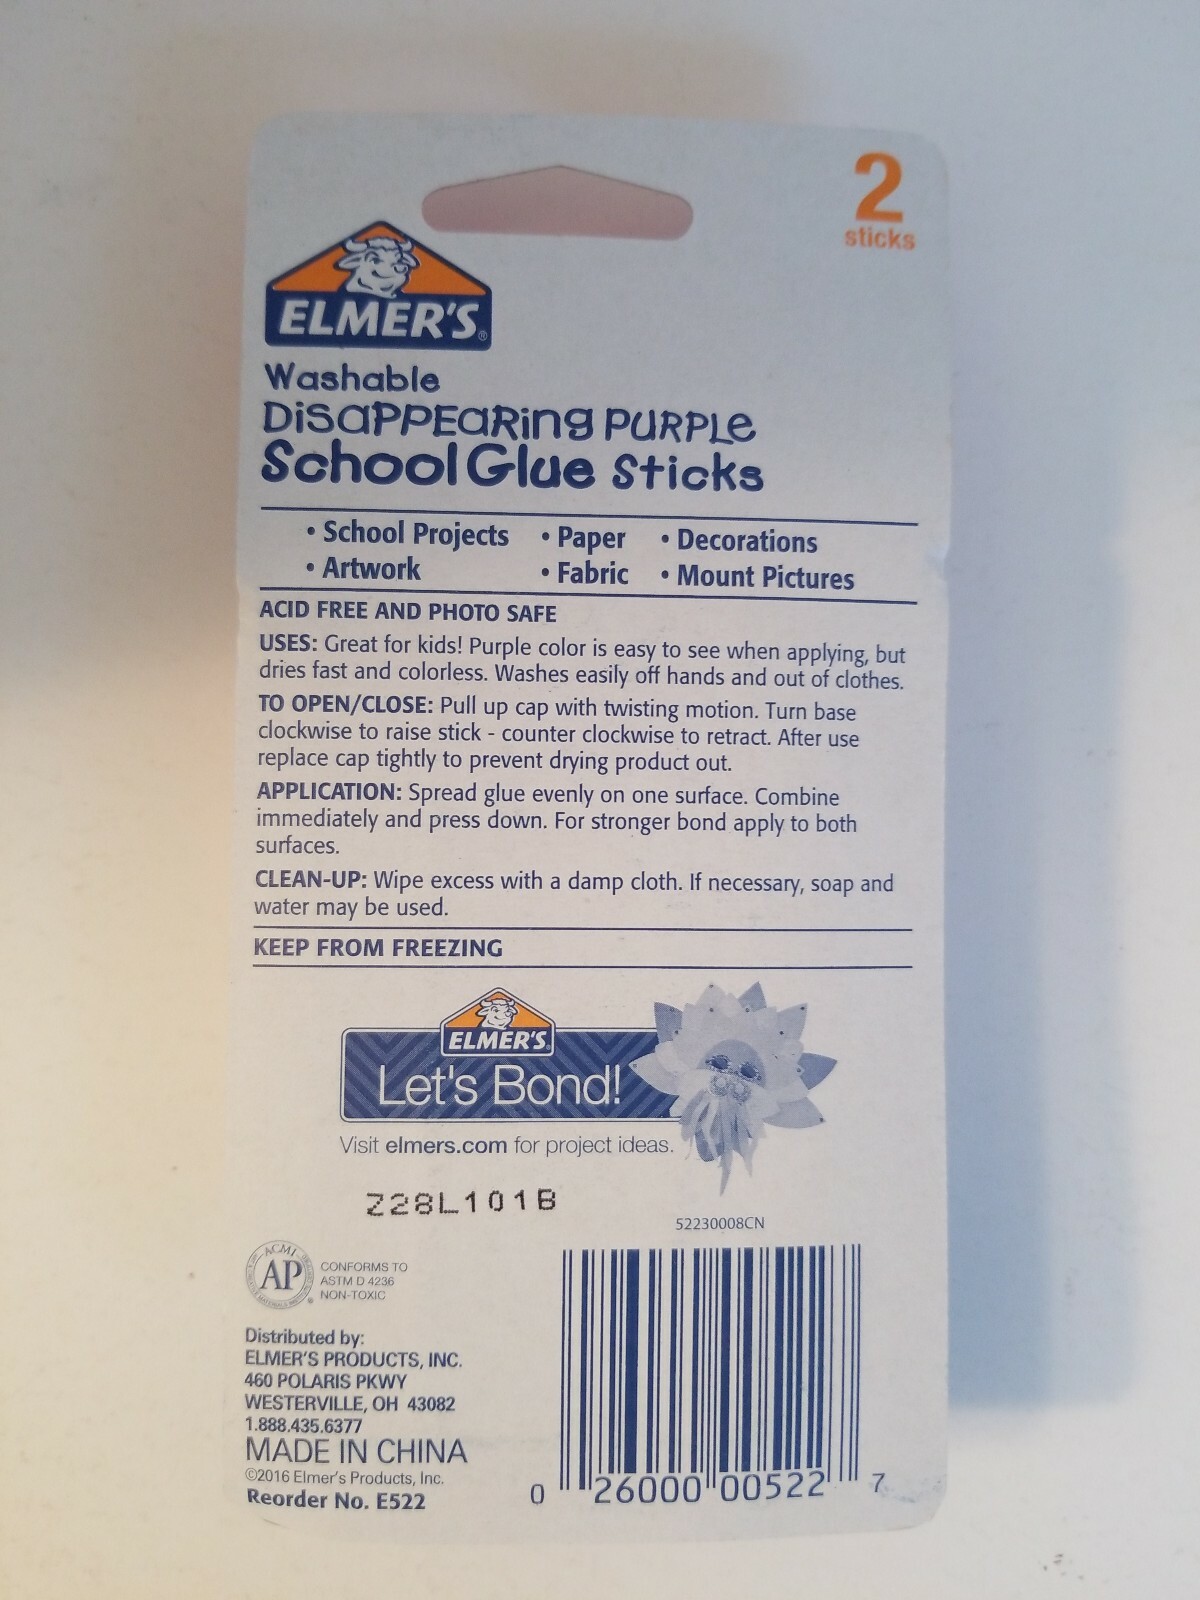 2
sticks
ELMER'S®
Washable
DisaPPEaRing PURPLe
School Glue Sticks
• School Projects • Paper • Decorations
• Artwork • Fabric • Mount Pictures
ACID FREE AND PHOTO SAFE
USES: Great for kids! Purple color is easy to see when applying, but
dries fast and colorless. Washes easily off hands and out of clothes.
TO OPEN/CLOSE: Pull up cap with twisting motion. Turn base
clockwise to raise stick - counter clockwise to retract. After use
replace cap tightly to prevent drying product out.
APPLICATION: Spread glue evenly on one surface. Combine
immediately and press down. For stronger bond apply to both
surfaces.
CLEAN-UP: Wipe excess with a damp cloth. If necessary, soap and
water may be used.
KEEP FROM FREEZING
ELMER'S
Let's Bond!
Visit elmers.com for project ideas.
Z28L101B
52230008CN
ACMI
AP
CONFORMS TO
ASTM D 4236
NON-TOXIC
Distributed by:
ELMER'S PRODUCTS, INC.
460 POLARIS PKWY
WESTERVILLE, OH 43082
1.888.435.6377
MADE IN CHINA
©2016 Elmer's Products, Inc.
Reorder No. E522
0 26000 00522 7